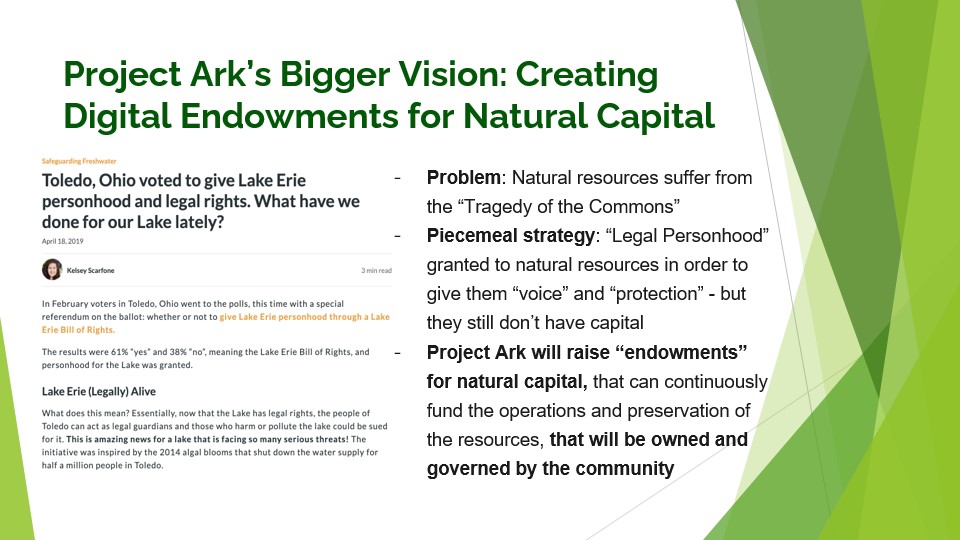 Project Ark’s Bigger Vision: Creating
Digital Endowments for Natural Capital
Safeguarding Freshwater
Toledo, Ohio voted to give Lake Erie
personhood and legal rights. What have we
done for our Lake lately?
April 18, 2019
Kelsey Scarfone
3 min read
In February voters in Toledo, Ohio went to the polls, this time with a special
referendum on the ballot: whether or not to give Lake Erie personhood through a Lake
Erie Bill of Rights.
The results were 61% “yes” and 38% “no”, meaning the Lake Erie Bill of Rights, and
personhood for the Lake was granted.
Lake Erie (Legally) Alive
What does this mean? Essentially, now that the Lake has legal rights, the people of
Toledo can act as legal guardians and those who harm or pollute the lake could be sued
for it. This is amazing news for a lake that is facing so many serious threats! The
initiative was inspired by the 2014 algal blooms that shut down the water supply for
half a million people in Toledo.
- Problem: Natural resources suffer from
the “Tragedy of the Commons”
- Piecemeal strategy: “Legal Personhood”
granted to natural resources in order to
give them “voice” and “protection” - but
they still don’t have capital
- Project Ark will raise “endowments”
for natural capital, that can continuously
fund the operations and preservation of
the resources, that will be owned and
governed by the community